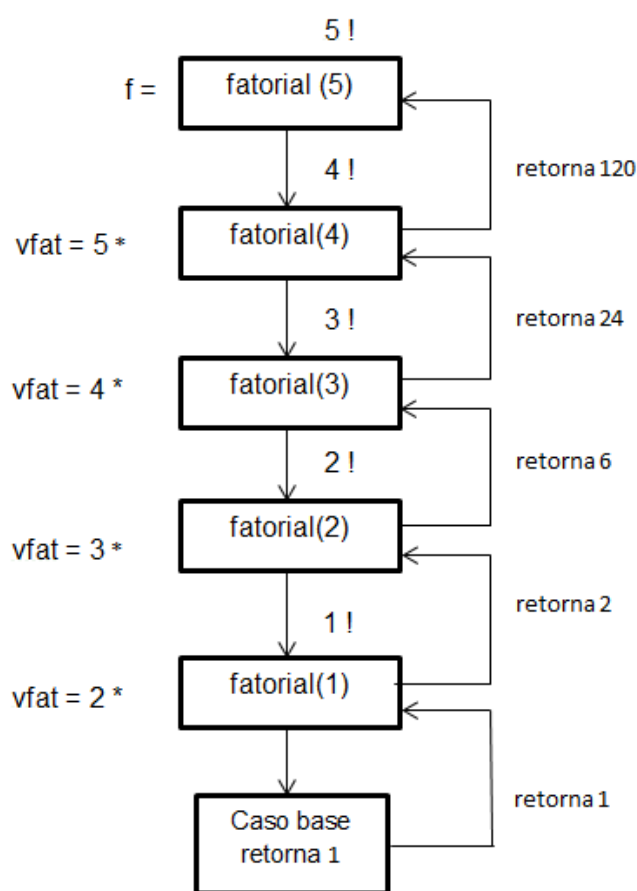 5 !
f = fatorial (5)
4 !
retorna 120
vfat = 5 * fatorial(4)
3 !
retorna 24
vfat = 4 * fatorial(3)
2 !
retorna 6
vfat = 3 * fatorial(2)
retorna 2
1 !
vfat = 2 * fatorial(1)
retorna 1
Caso base
retorna 1